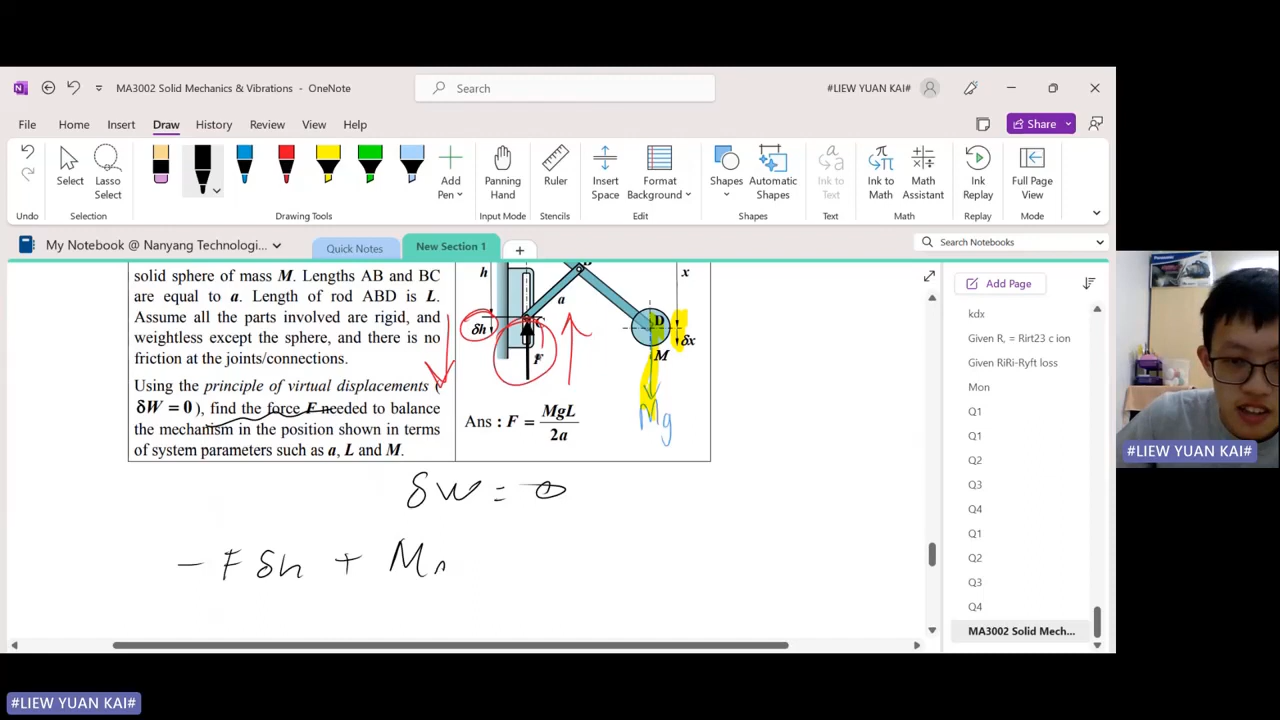 MA3002 Solid Mechanics & Vibrations - OneNote
Search
#LIEW YUAN KAI#
File Home Insert Draw History Review View Help
Share
Undo
Select
Lasso Select
Selection
Add Pen
Drawing Tools
Panning Hand
Input Mode
Ruler
Stencils
Insert Space
Format Background
Edit
Shapes
Automatic Shapes
Shapes
Ink to Text
Text
Ink to Math
Math Assistant
Math
Ink Replay
Replay
Full Page View
Mode
My Notebook @ Nanyang Technologi...
Quick Notes
New Section 1
Search Notebooks
solid sphere of mass M. Lengths AB and BC
are equal to a. Length of rod ABD is L.
Assume all the parts involved are rigid, and
weightless except the sphere, and there is no
friction at the joints/connections.
Using the principle of virtual displacements (
δW = 0), find the force F needed to balance
the mechanism in the position shown in terms
of system parameters such as a, L and M.
h
a
x
δh
C
D
δx
F
M
Mg
Ans : F = MgL
2a
δW = 0
- F δh + M
Add Page
kdx
Given R, = Rirt23 c ion
Given RiRi-Ryft loss
Mon
Q1
Q1
Q2
Q3
Q4
Q1
Q2
Q3
Q4
MA3002 Solid Mech...
#LIEW YUAN KAI#
#LIEW YUAN KAI#